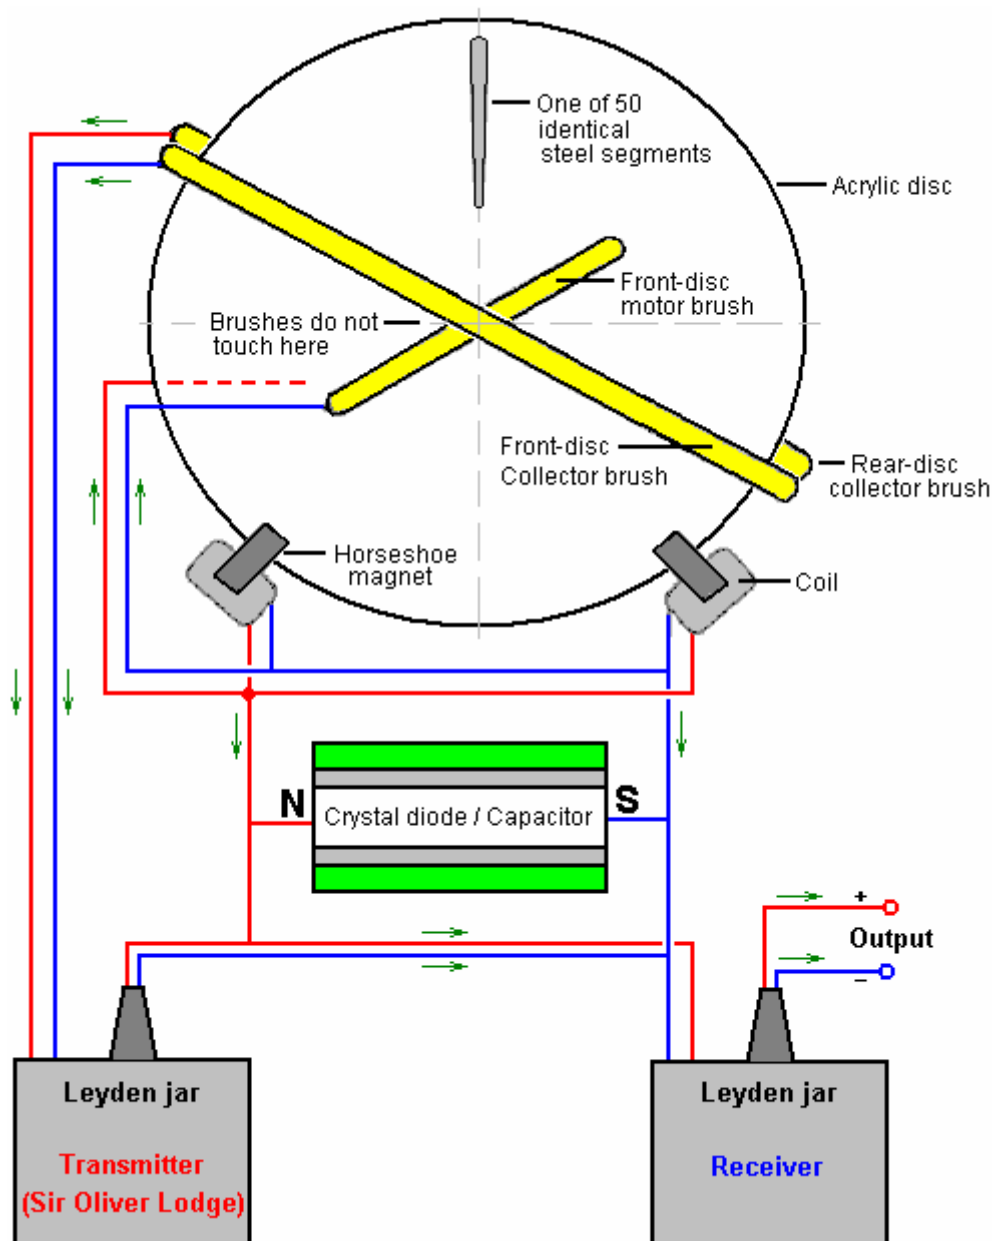 One of 50
identical
steel segments
Acrylic disc
Front-disc
motor brush
Brushes do not
touch here
Front-disc
Collector brush
Rear-disc
collector brush
Horseshoe
magnet
Coil
N
Crystal diode / Capacitor
S
+
Output
–
Leyden jar
Transmitter
(Sir Oliver Lodge)
Leyden jar
Receiver